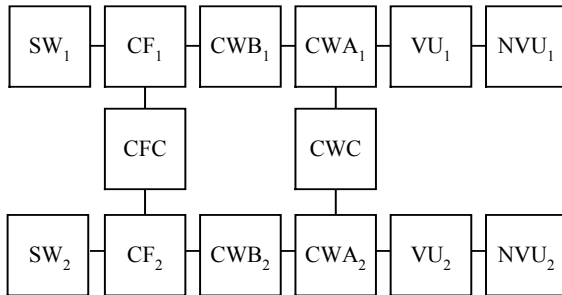 SW₁ CF₁ CWB₁ CWA₁ VU₁ NVU₁
CFC CWC
SW₂ CF₂ CWB₂ CWA₂ VU₂ NVU₂